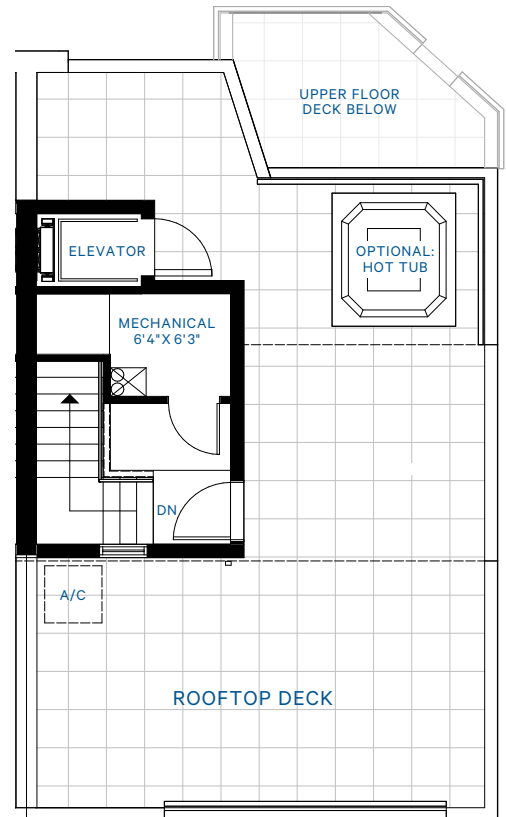 UPPER FLOOR
DECK BELOW
ELEVATOR
OPTIONAL:
HOT TUB
MECHANICAL
6'4"X 6'3"
DN
A/C
ROOFTOP DECK